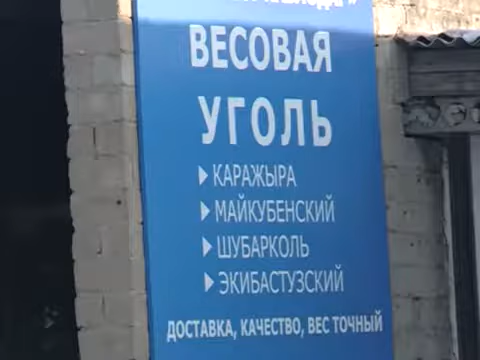 ВЕСОВАЯ
УГОЛЬ
КАРАЖЫРА
МАЙКУБЕНСКИЙ
ШУБАРКОЛЬ
ЭКИБАСТУЗСКИЙ
ДОСТАВКА, КАЧЕСТВО, ВЕС ТОЧНЫЙ